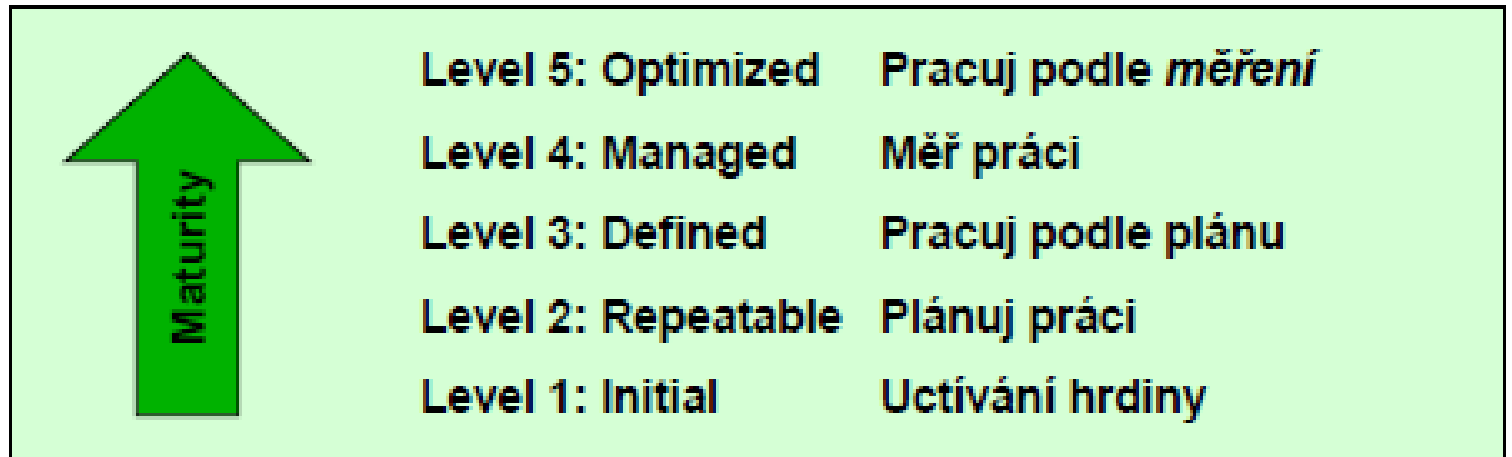 Level 5: Optimized Pracuj podle měření
Level 4: Managed Měř práci
Level 3: Defined Pracuj podle plánu
Level 2: Repeatable Plánuj práci
Level 1: Initial Uctívání hrdiny
Maturity